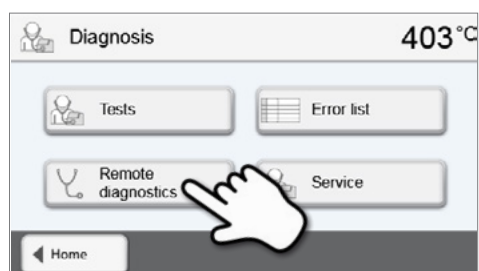 Diagnosis 403 °C
Tests Error list
Remote
diagnostics Service
Home